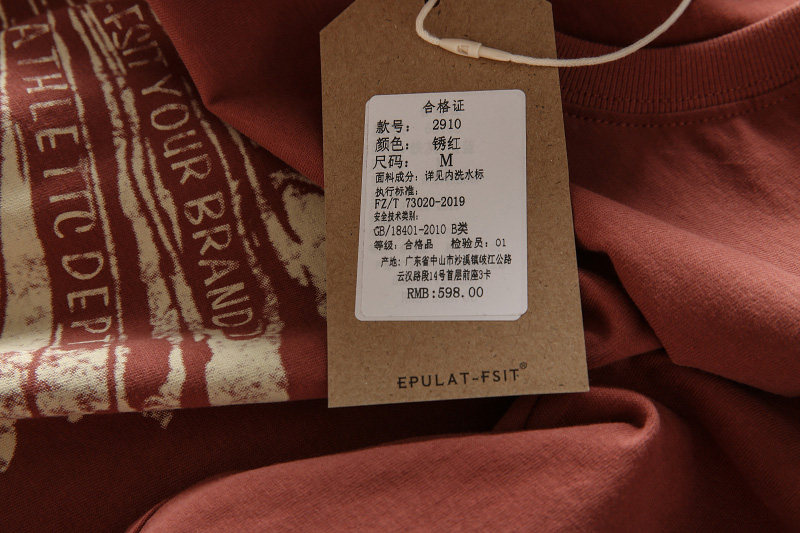 -FSIT YOUR BRAND
ATHLETIC DEPT
合格证
款号： 2910
颜色： 锈红
尺码： M
面料成分：详见内洗水标
执行标准：
FZ/T 73020-2019
安全技术类别：
GB/18401-2010 B类
等级：合格品 检验员：01
产地：广东省中山市沙溪镇岐江公路
云汉路段14号首层前座3卡
RMB:598.00
EPULAT-FSIT®